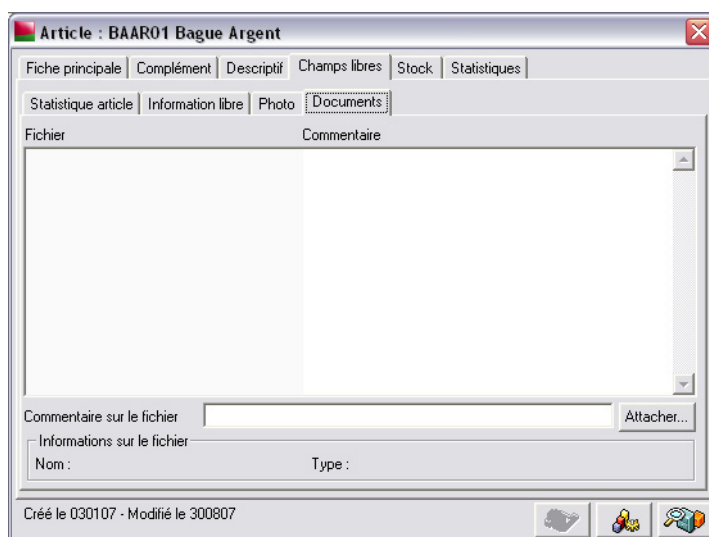 Article : BAAR01 Bague Argent
Fiche principale Complément Descriptif Champs libres Stock Statistiques
Statistique article Information libre Photo Documents
Fichier Commentaire
Commentaire sur le fichier Attacher...
Informations sur le fichier
Nom : Type :
Créé le 030107 - Modifié le 300807